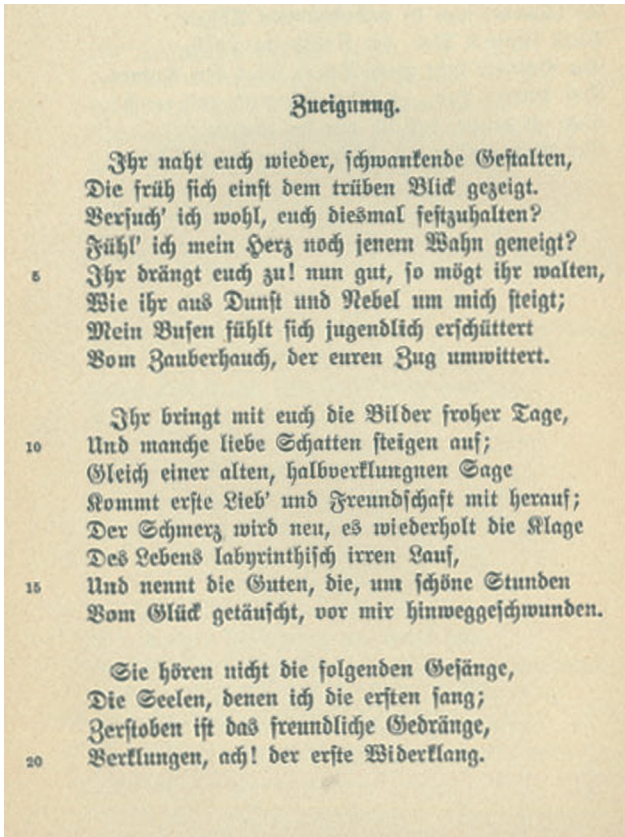 Zueignung.
Ihr naht euch wieder, schwankende Gestalten,
Die früh sich einst dem trüben Blick gezeigt.
Versuch' ich wohl, euch diesmal festzuhalten?
Fühl' ich mein Herz noch jenem Wahn geneigt?
5 Ihr drängt euch zu! nun gut, so mögt ihr walten,
Wie ihr aus Dunst und Nebel um mich steigt;
Mein Busen fühlt sich jugendlich erschüttert
Vom Zauberhauch, der euren Zug umwittert.
Ihr bringt mit euch die Bilder froher Tage,
10 Und manche liebe Schatten steigen auf;
Gleich einer alten, halbverklungnen Sage
Kommt erste Lieb' und Freundschaft mit herauf;
Der Schmerz wird neu, es wiederholt die Klage
Des Lebens labyrinthisch irren Lauf,
15 Und nennt die Guten, die, um schöne Stunden
Vom Glück getäuscht, vor mir hinweggeschwunden.
Sie hören nicht die folgenden Gesänge,
Die Seelen, denen ich die ersten sang;
Zerstoben ist das freundliche Gedränge,
20 Verklungen, ach! der erste Widerklang.